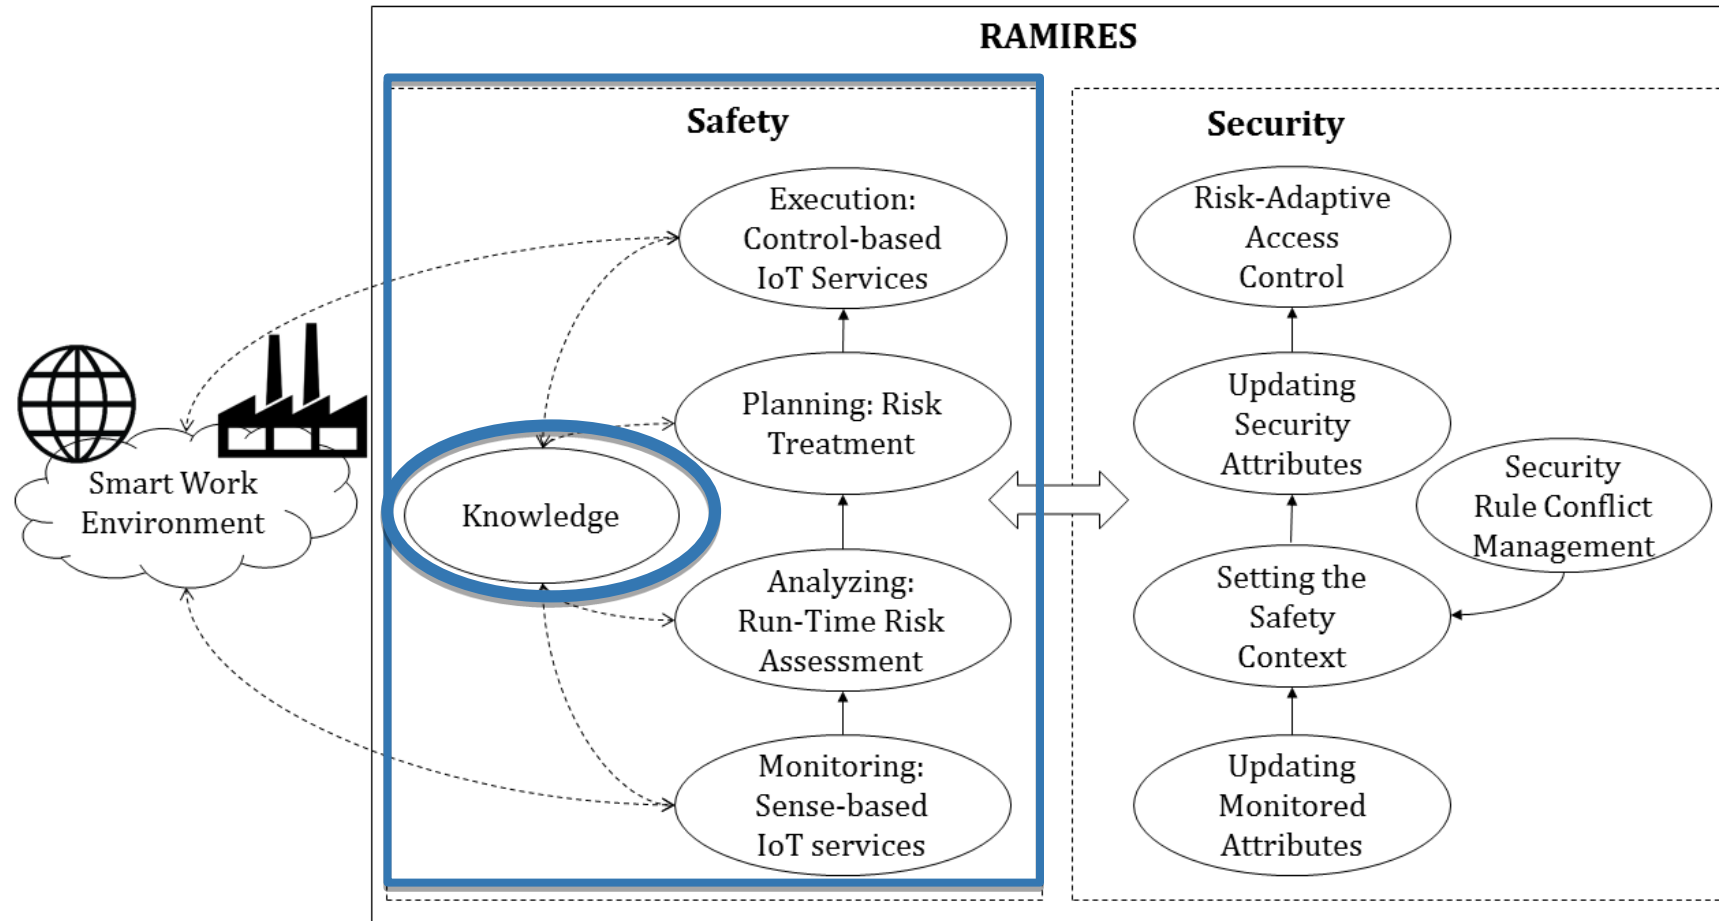 RAMIRES
Safety
Execution:
Control-based
IoT Services
Planning: Risk
Treatment
Knowledge
Analyzing:
Run-Time Risk
Assessment
Monitoring:
Sense-based
IoT services
Smart Work
Environment
Security
Risk-Adaptive
Access
Control
Updating
Security
Attributes
Security
Rule Conflict
Management
Setting the
Safety
Context
Updating
Monitored
Attributes